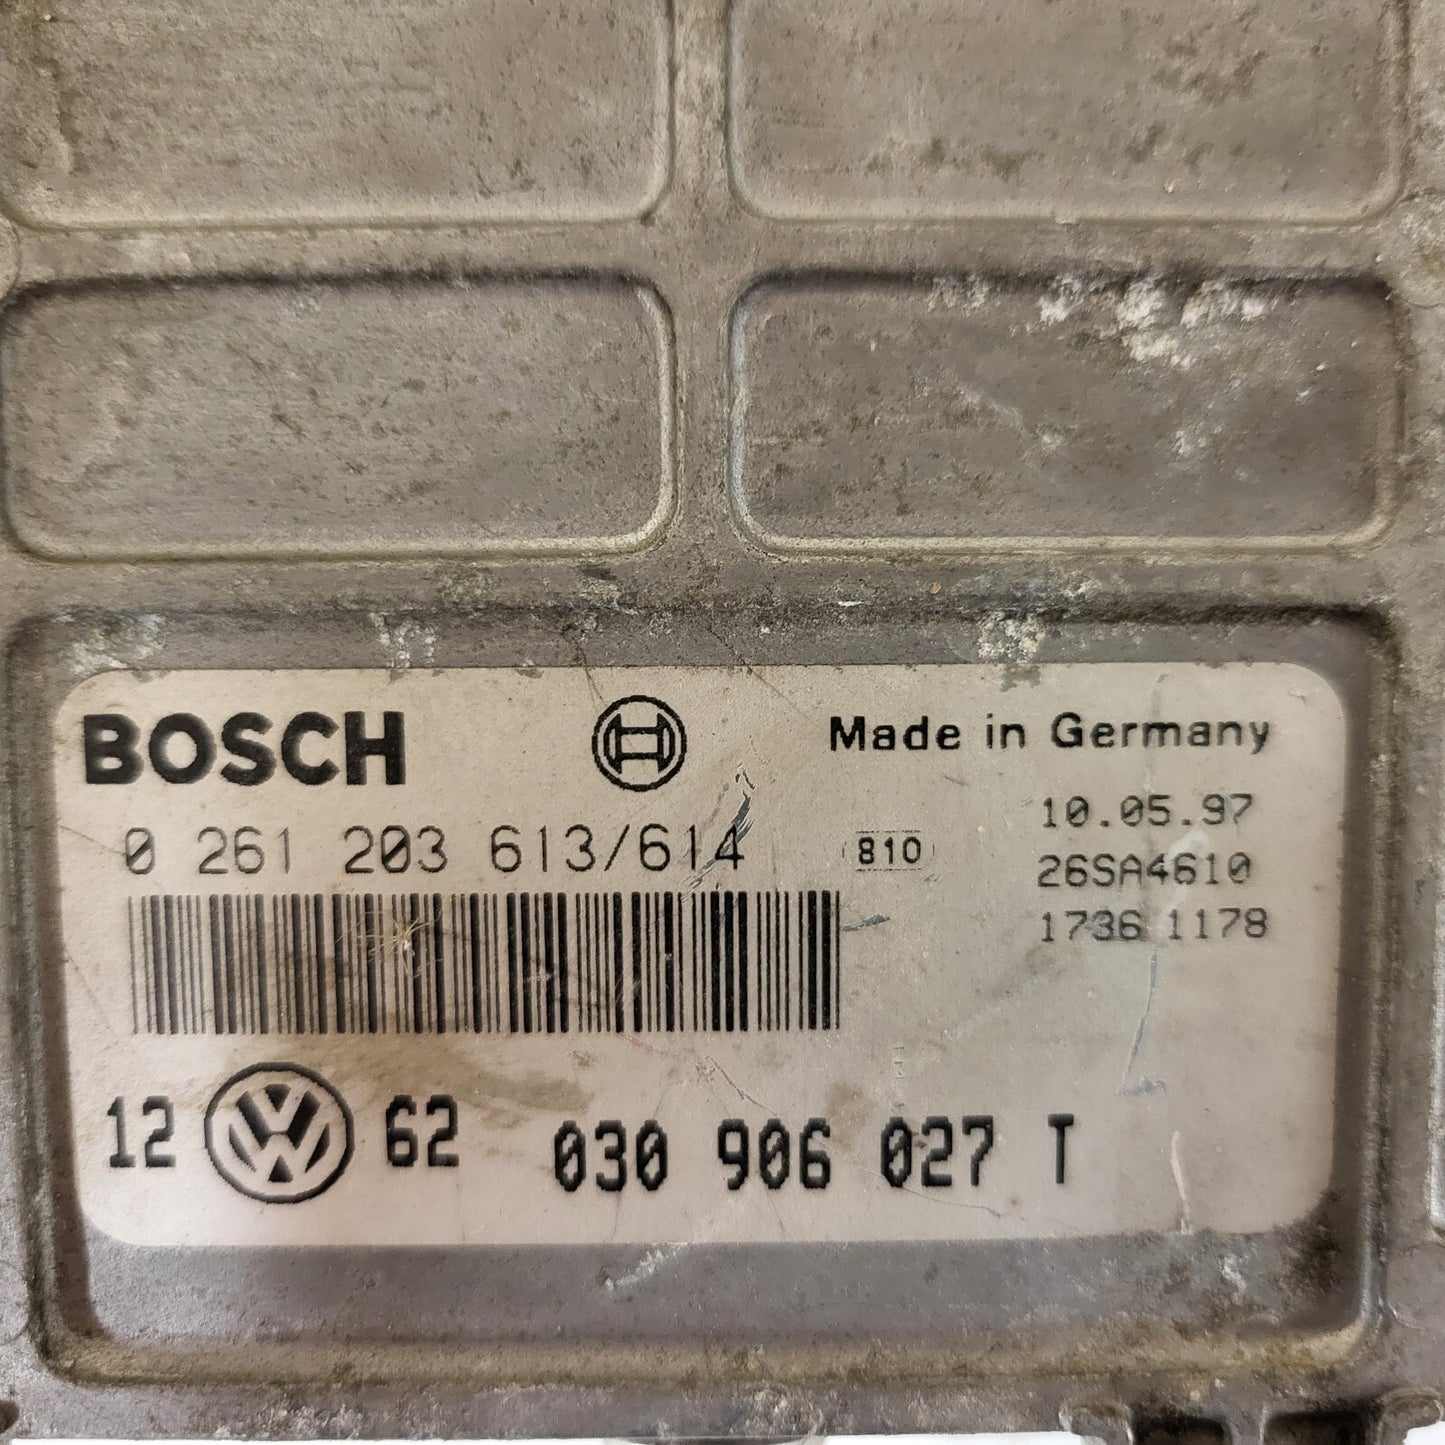 BOSCH
Made in Germany
10.05.97
0 261 203 613/614
810
26SA4610
1736 1178
12 VW 62 030 906 027 T